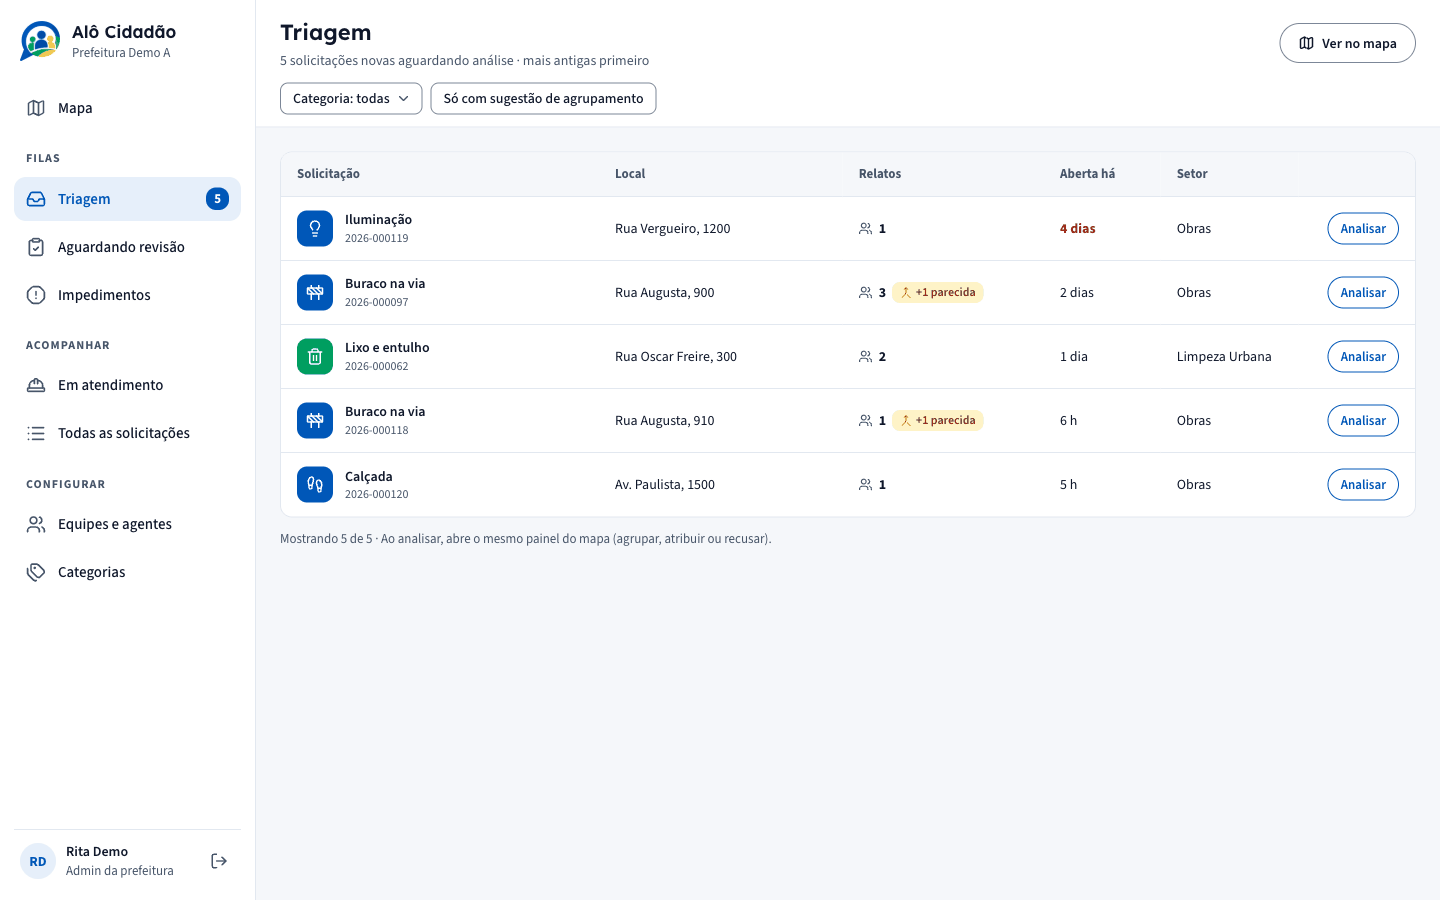 Alô Cidadão
Prefeitura Demo A
Mapa
FILAS
Triagem 5
Aguardando revisão
Impedimentos
ACOMPANHAR
Em atendimento
Todas as solicitações
CONFIGURAR
Equipes e agentes
Categorias
RD
Rita Demo
Admin da prefeitura
Triagem
5 solicitações novas aguardando análise · mais antigas primeiro
Ver no mapa
Categoria: todas
Só com sugestão de agrupamento
Solicitação Local Relatos Aberta há Setor
Iluminação
2026-000119
Rua Vergueiro, 1200 1 4 dias Obras Analisar
Buraco na via
2026-000097
Rua Augusta, 900 3 +1 parecida 2 dias Obras Analisar
Lixo e entulho
2026-000062
Rua Oscar Freire, 300 2 1 dia Limpeza Urbana Analisar
Buraco na via
2026-000118
Rua Augusta, 910 1 +1 parecida 6 h Obras Analisar
Calçada
2026-000120
Av. Paulista, 1500 1 5 h Obras Analisar
Mostrando 5 de 5 · Ao analisar, abre o mesmo painel do mapa (agrupar, atribuir ou recusar).